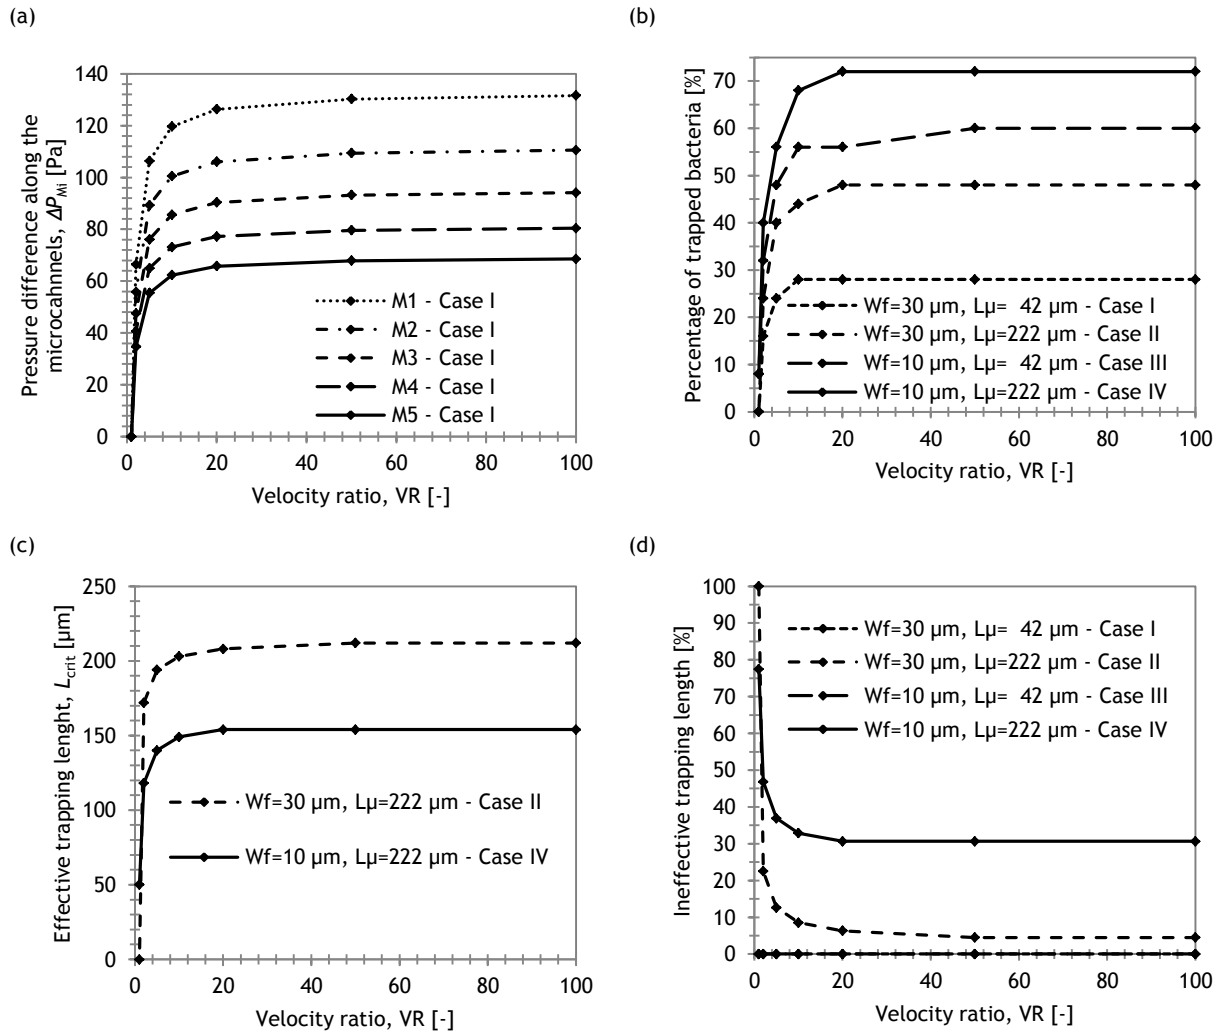 (a)
Pressure difference along the
microcahnnels, ΔP_Mi [Pa]
140
120
100
80
60
40
20
0
M1 - Case I
M2 - Case I
M3 - Case I
M4 - Case I
M5 - Case I
0 20 40 60 80 100
Velocity ratio, VR [-]
(b)
Percentage of trapped bacteria [%]
70
60
50
40
30
20
10
0
Wf=30 µm, Lµ= 42 µm - Case I
Wf=30 µm, Lµ=222 µm - Case II
Wf=10 µm, Lµ= 42 µm - Case III
Wf=10 µm, Lµ=222 µm - Case IV
0 20 40 60 80 100
Velocity ratio, VR [-]
(c)
Effective trapping lenght, L_crit [µm]
250
200
150
100
50
0
Wf=30 µm, Lµ=222 µm - Case II
Wf=10 µm, Lµ=222 µm - Case IV
0 20 40 60 80 100
Velocity ratio, VR [-]
(d)
Ineffective trapping length [%]
100
90
80
70
60
50
40
30
20
10
0
Wf=30 µm, Lµ= 42 µm - Case I
Wf=30 µm, Lµ=222 µm - Case II
Wf=10 µm, Lµ= 42 µm - Case III
Wf=10 µm, Lµ=222 µm - Case IV
0 20 40 60 80 100
Velocity ratio, VR [-]